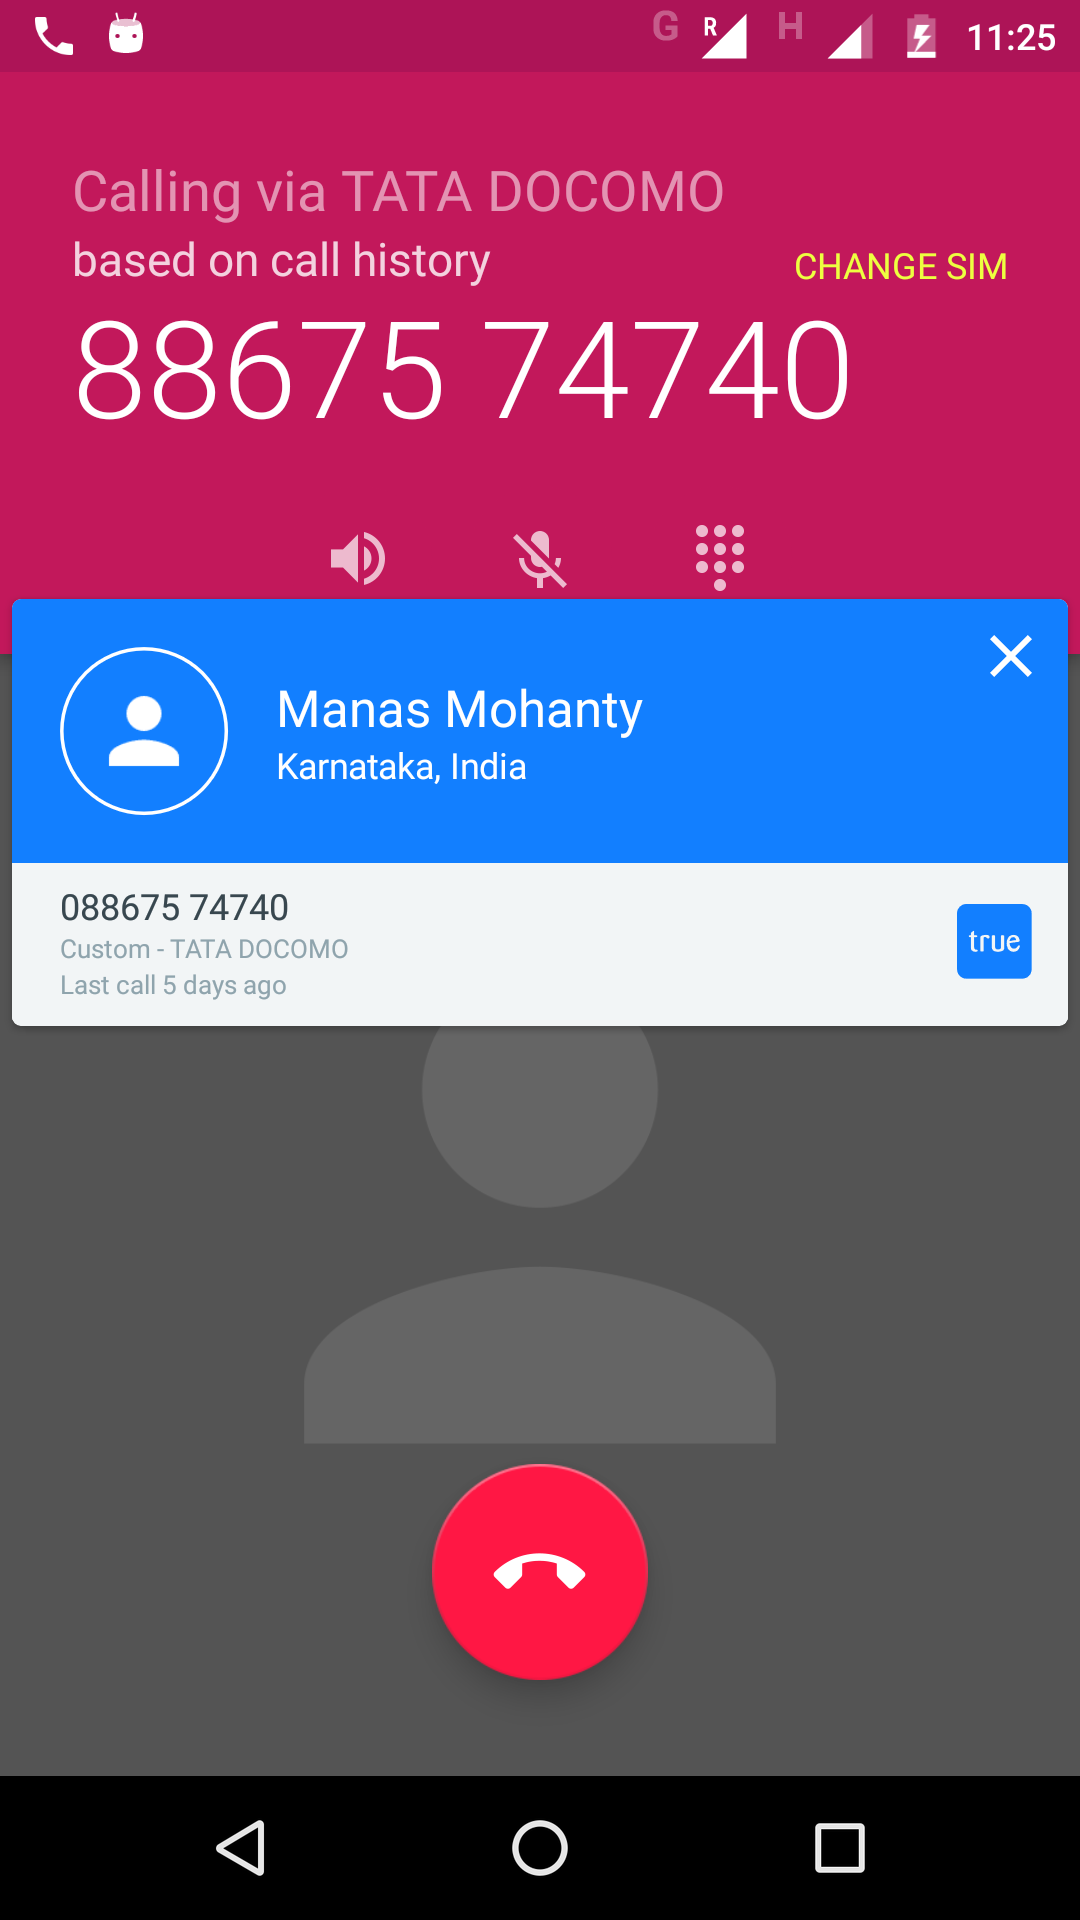 G R H 11:25
Calling via TATA DOCOMO
based on call history
CHANGE SIM
88675 74740
Manas Mohanty
Karnataka, India
088675 74740
Custom - TATA DOCOMO
Last call 5 days ago
true